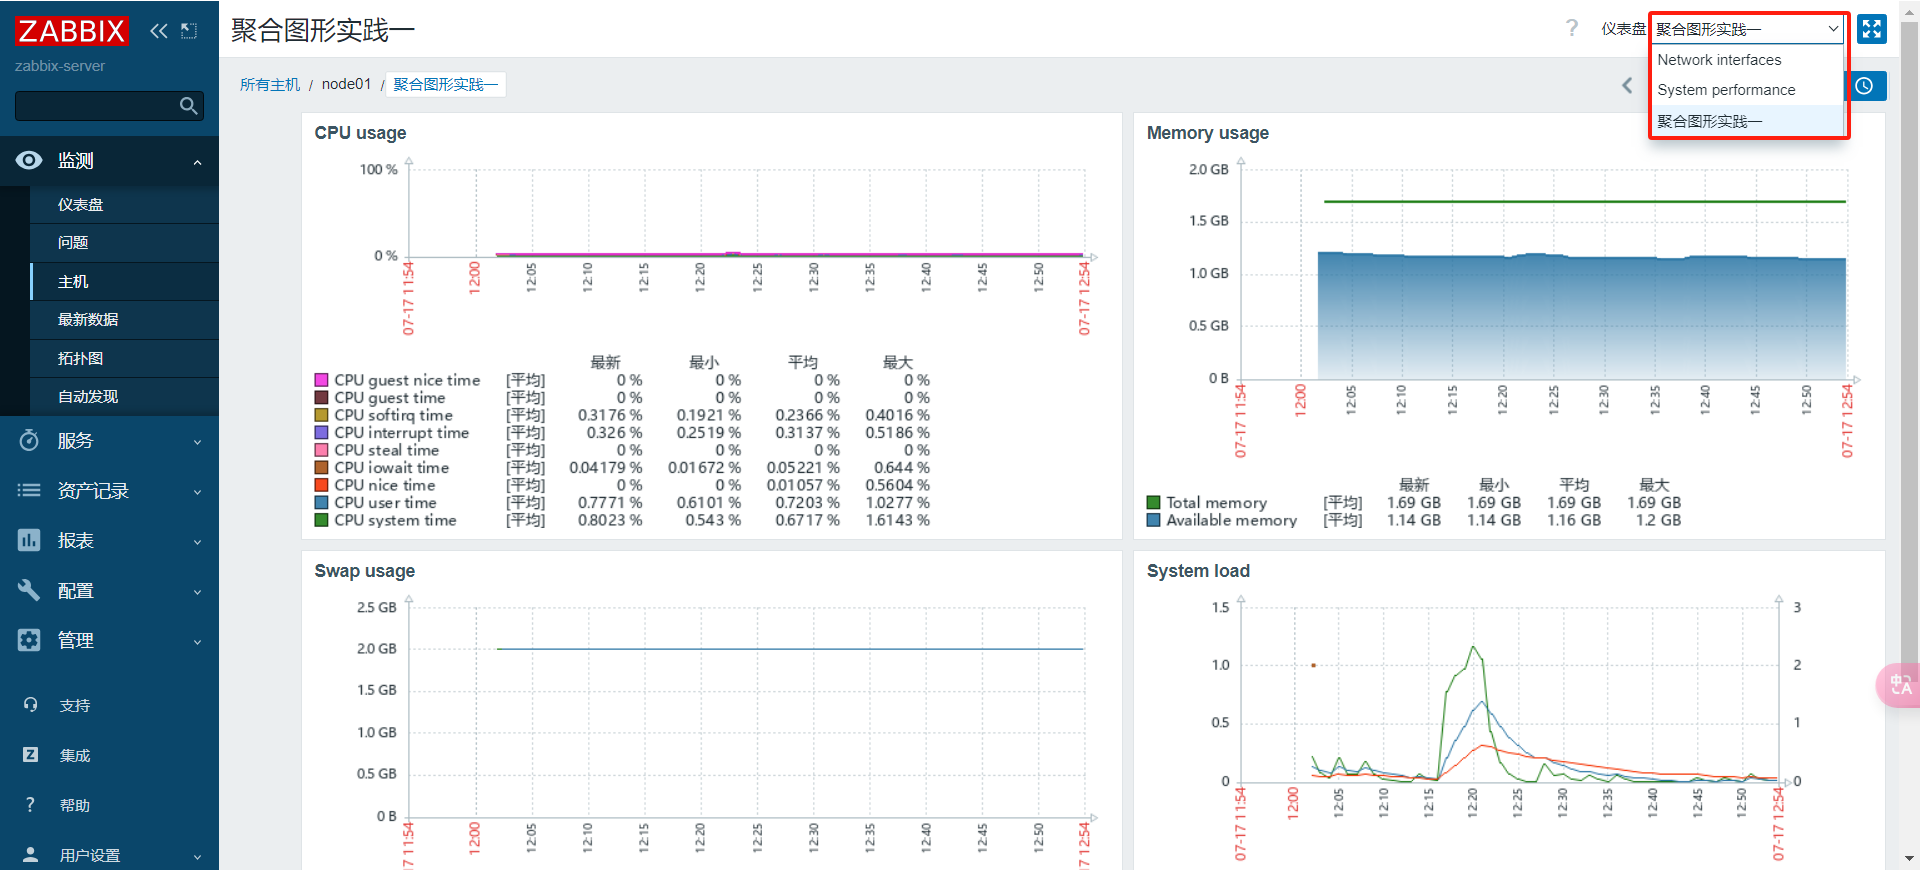 ZABBIX
zabbix-server
监测
仪表盘
问题
主机
最新数据
拓扑图
自动发现
服务
资产记录
报表
配置
管理
支持
集成
帮助
用户设置
聚合图形实践一
? 仪表盘 聚合图形实践一
Network interfaces
System performance
聚合图形实践一
所有主机 / node01 / 聚合图形实践一
CPU usage
100 %
0 %
07-17 11:54 12:00 12:05 12:10 12:15 12:20 12:25 12:30 12:35 12:40 12:45 12:50 07-17 12:54
最新 最小 平均 最大
CPU guest nice time [平均] 0 % 0 % 0 % 0 %
CPU guest time [平均] 0 % 0 % 0 % 0 %
CPU softirq time [平均] 0.3176 % 0.1921 % 0.2366 % 0.4016 %
CPU interrupt time [平均] 0.326 % 0.2519 % 0.3137 % 0.5186 %
CPU steal time [平均] 0 % 0 % 0 % 0 %
CPU iowait time [平均] 0.04179 % 0.01672 % 0.05221 % 0.644 %
CPU nice time [平均] 0 % 0 % 0.01057 % 0.5604 %
CPU user time [平均] 0.7771 % 0.6101 % 0.7203 % 1.0277 %
CPU system time [平均] 0.8023 % 0.543 % 0.6717 % 1.6143 %
Memory usage
2.0 GB
1.5 GB
1.0 GB
0.5 GB
0 B
07-17 11:54 12:00 12:05 12:10 12:15 12:20 12:25 12:30 12:35 12:40 12:45 12:50 07-17 12:54
最新 最小 平均 最大
Total memory [平均] 1.69 GB 1.69 GB 1.69 GB 1.69 GB
Available memory [平均] 1.14 GB 1.14 GB 1.16 GB 1.2 GB
Swap usage
2.5 GB
2.0 GB
1.5 GB
1.0 GB
0.5 GB
0 B
17 11:54 12:00 12:05 12:10 12:15 12:20 12:25 12:30 12:35 12:40 12:45 12:50 17 12:54
System load
1.5 3
1.0 2
0.5 1
0 0
07-17 11:54 12:00 12:05 12:10 12:15 12:20 12:25 12:30 12:35 12:40 12:45 12:50 07-17 12:54
中A